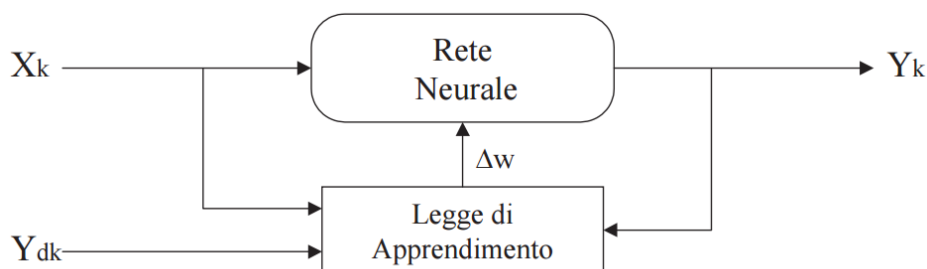 Xk
Rete
Neurale
Yk
Δw
Ydk
Legge di
Apprendimento